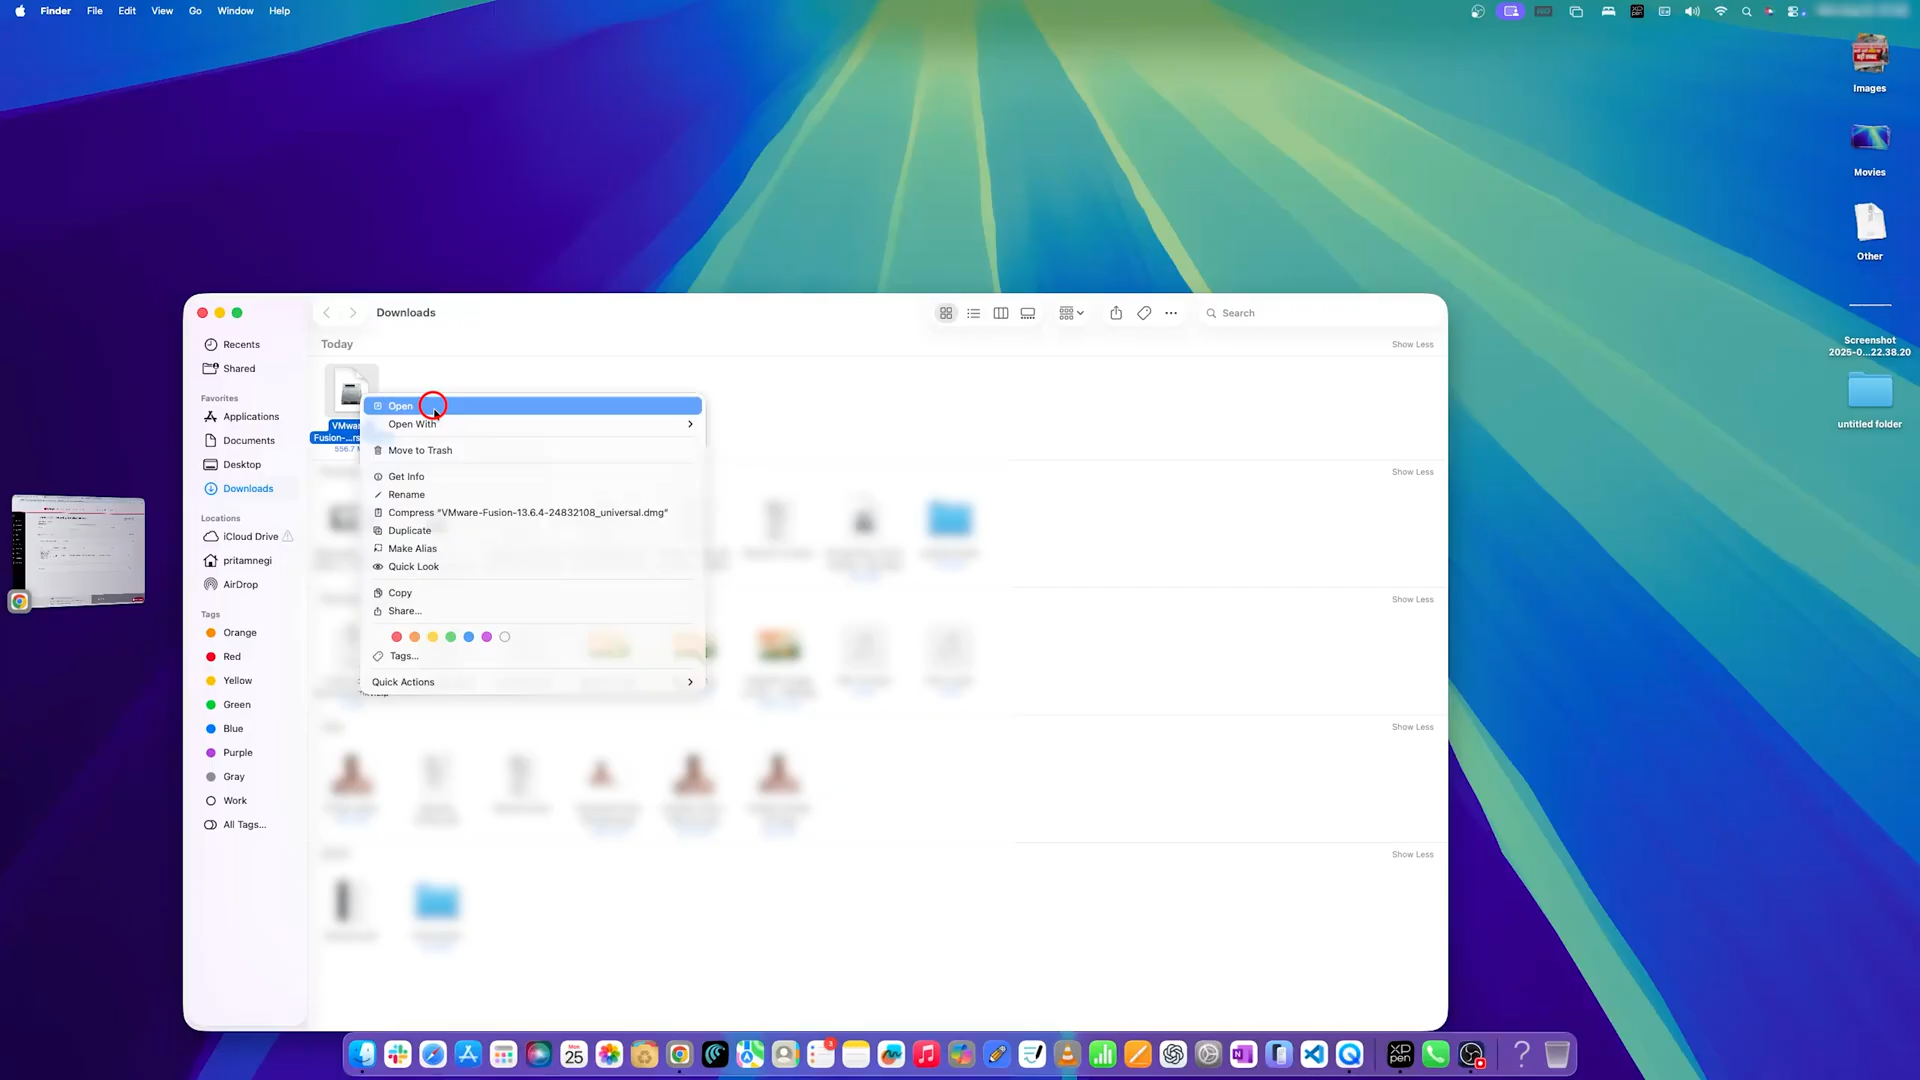 Finder File Edit View Go Window Help
Images
Movies
Other
Screenshot
2025-0...22.38.20
untitled folder
Downloads
Search
Recents
Shared
Favorites
Applications
Documents
Desktop
Downloads
Locations
iCloud Drive
pritamnegi
AirDrop
Tags
Orange
Red
Yellow
Green
Blue
Purple
Gray
Work
All Tags...
Today
Show Less
Show Less
Show Less
Show Less
Show Less
Open
Open With
Move to Trash
Get Info
Rename
Compress “VMware-Fusion-13.6.4-24832108_universal.dmg”
Duplicate
Make Alias
Quick Look
Copy
Share...
Tags...
Quick Actions
Mon
25
3
XP
pen